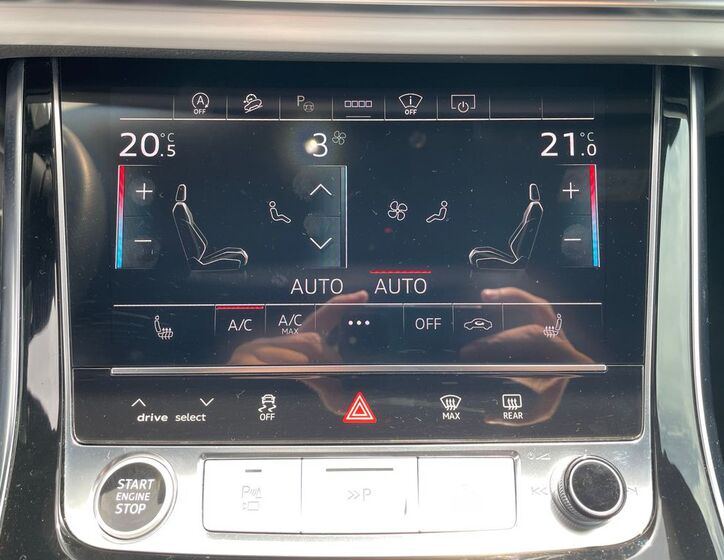 A
OFF
P
i
OFF
20.5 °C
3
21.0 °C
+
+
−
−
AUTO
AUTO
A/C
A/C
MAX
•••
OFF
drive select
OFF
MAX
REAR
START
ENGINE
STOP
P
>>P